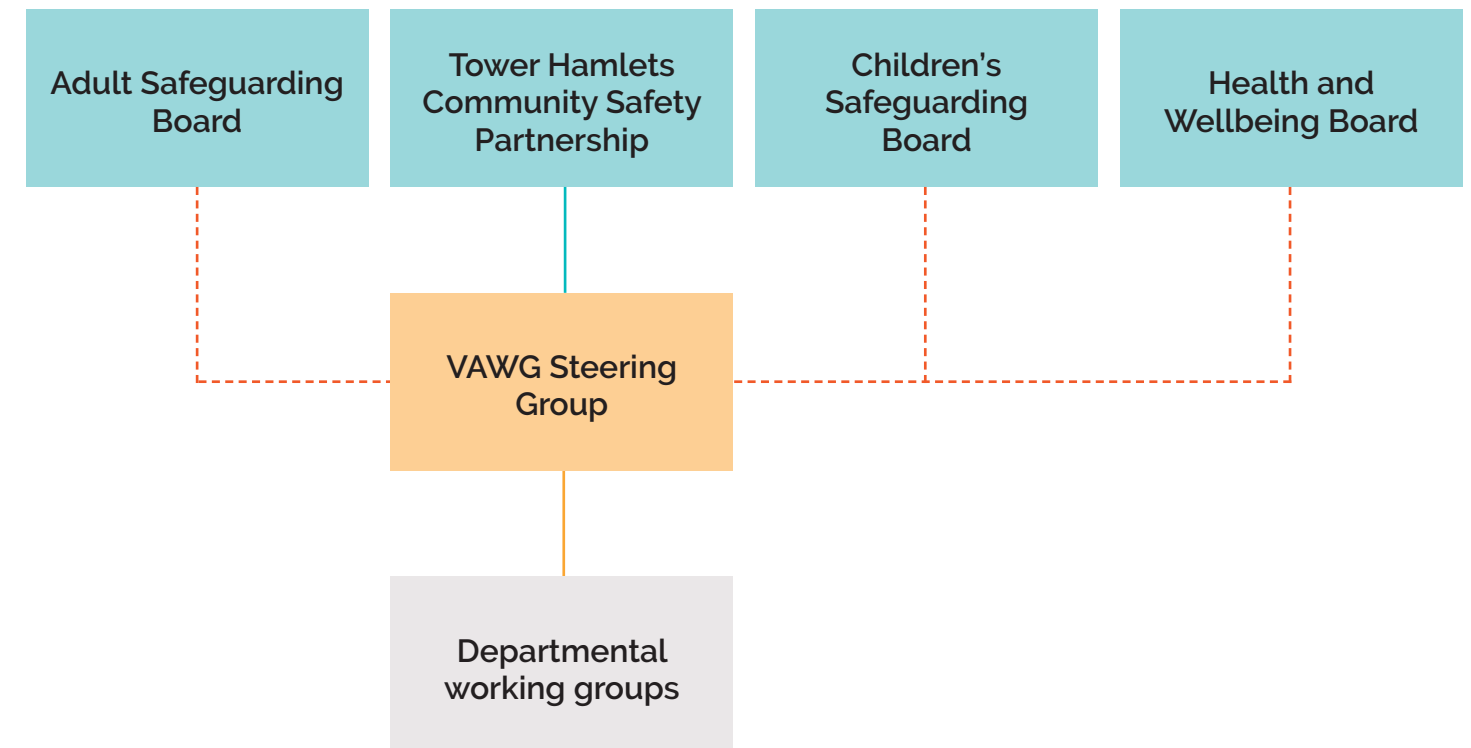 Adult Safeguarding
Board
Tower Hamlets
Community Safety
Partnership
Children’s
Safeguarding
Board
Health and
Wellbeing Board
VAWG Steering
Group
Departmental
working groups